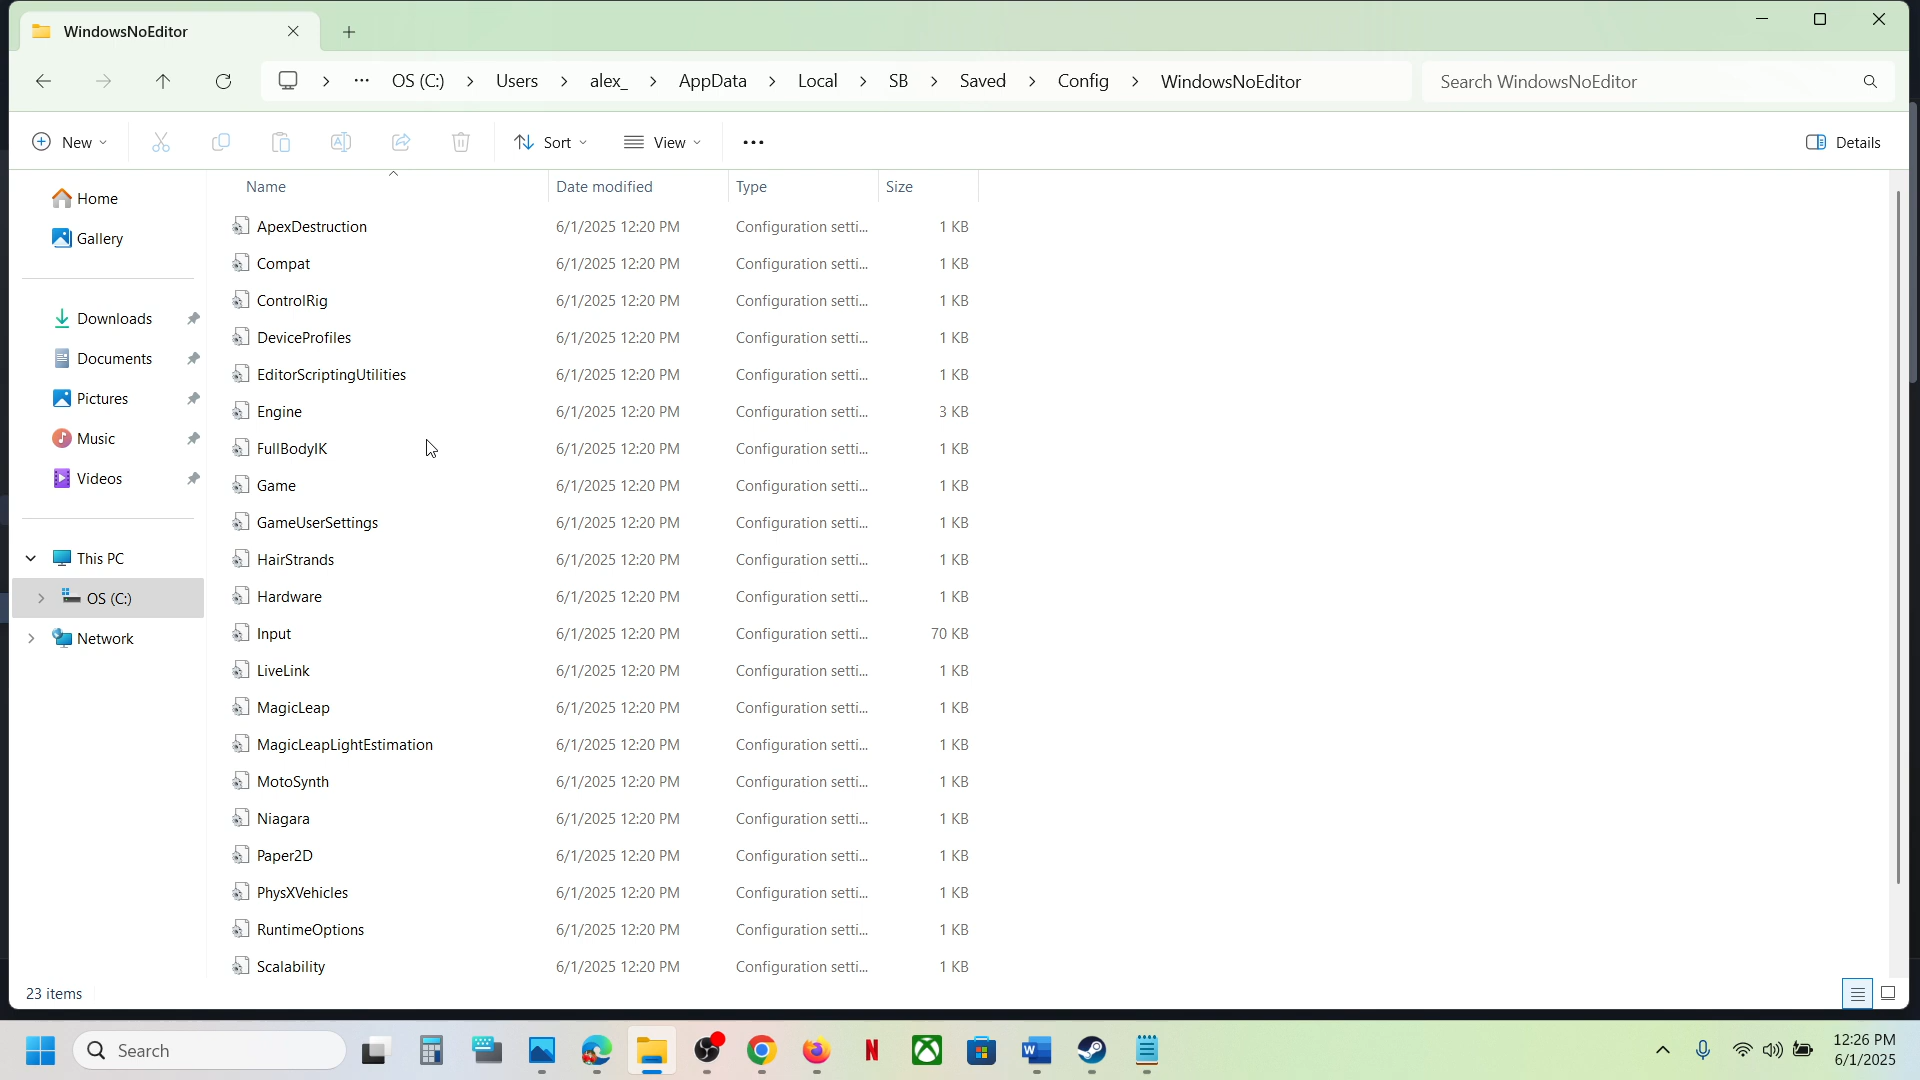 WindowsNoEditor
OS (C:) > Users > alex_ > AppData > Local > SB > Saved > Config > WindowsNoEditor
Search WindowsNoEditor
New
Sort
View
Details
Name Date modified Type Size
Home
Gallery
Downloads
Documents
Pictures
Music
Videos
This PC
OS (C:)
Network
ApexDestruction 6/1/2025 12:20 PM Configuration setti... 1 KB
Compat 6/1/2025 12:20 PM Configuration setti... 1 KB
ControlRig 6/1/2025 12:20 PM Configuration setti... 1 KB
DeviceProfiles 6/1/2025 12:20 PM Configuration setti... 1 KB
EditorScriptingUtilities 6/1/2025 12:20 PM Configuration setti... 1 KB
Engine 6/1/2025 12:20 PM Configuration setti... 3 KB
FullBodyIK 6/1/2025 12:20 PM Configuration setti... 1 KB
Game 6/1/2025 12:20 PM Configuration setti... 1 KB
GameUserSettings 6/1/2025 12:20 PM Configuration setti... 1 KB
HairStrands 6/1/2025 12:20 PM Configuration setti... 1 KB
Hardware 6/1/2025 12:20 PM Configuration setti... 1 KB
Input 6/1/2025 12:20 PM Configuration setti... 70 KB
LiveLink 6/1/2025 12:20 PM Configuration setti... 1 KB
MagicLeap 6/1/2025 12:20 PM Configuration setti... 1 KB
MagicLeapLightEstimation 6/1/2025 12:20 PM Configuration setti... 1 KB
MotoSynth 6/1/2025 12:20 PM Configuration setti... 1 KB
Niagara 6/1/2025 12:20 PM Configuration setti... 1 KB
Paper2D 6/1/2025 12:20 PM Configuration setti... 1 KB
PhysXVehicles 6/1/2025 12:20 PM Configuration setti... 1 KB
RuntimeOptions 6/1/2025 12:20 PM Configuration setti... 1 KB
Scalability 6/1/2025 12:20 PM Configuration setti... 1 KB
23 items
Search
12:26 PM
6/1/2025